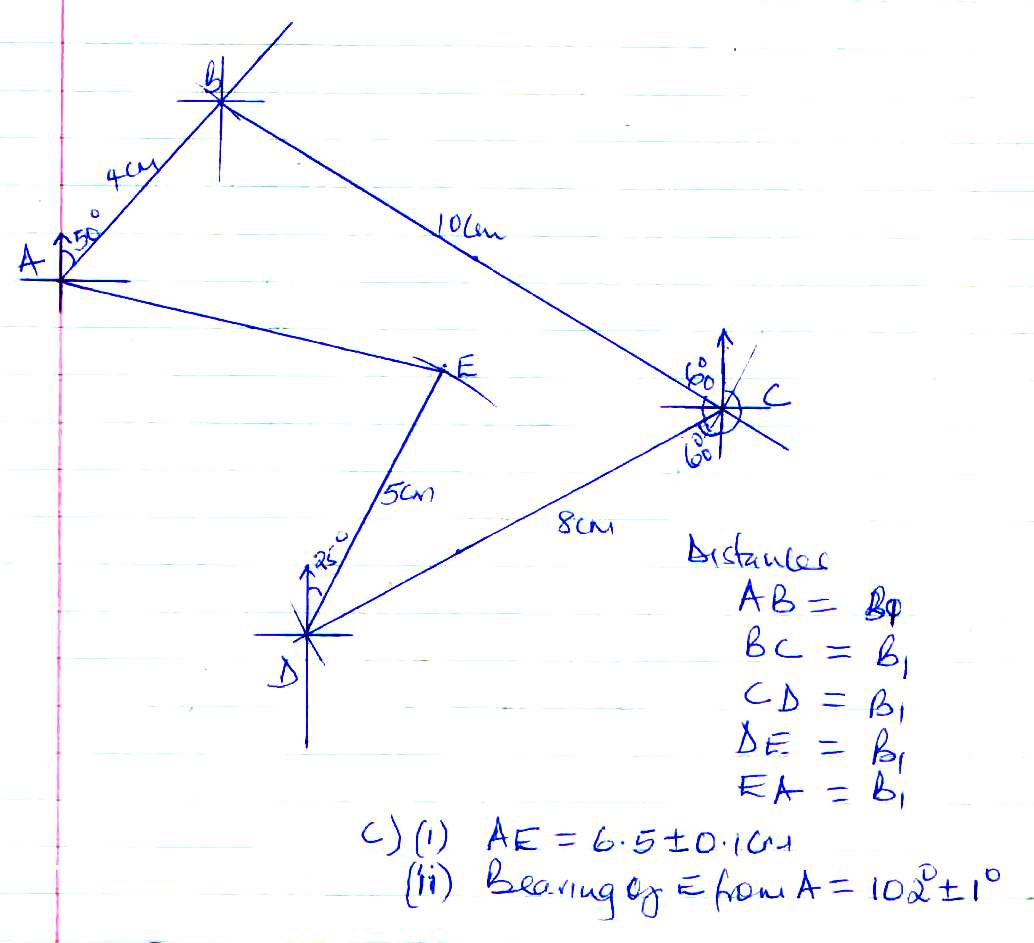 B
4cm
50°
A
10cm
E
60°
C
60°
5cm
8cm
D
Distances
AB = B1
BC = B1
CD = B1
DE = B1
EA = B1
C) (i) AE = 6.5 ± 0.1cm
(ii) Bearing of E from A = 102° ± 1°